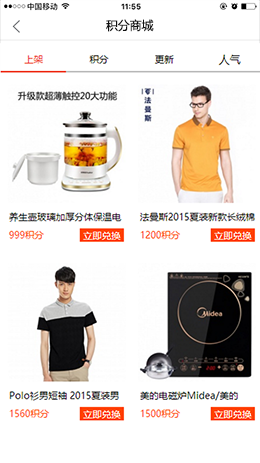 中国移动 11:55
积分商城
上架 积分 更新 人气
升级款超薄触控20大功能
法曼斯
养生壶玻璃加厚分体保温电
法曼斯2015夏装新款长绒棉
999积分 立即兑换
1200积分 立即兑换
Midea
Polo衫男短袖 2015夏装男
美的电磁炉Midea/美的
1560积分 立即兑换
1500积分 立即兑换